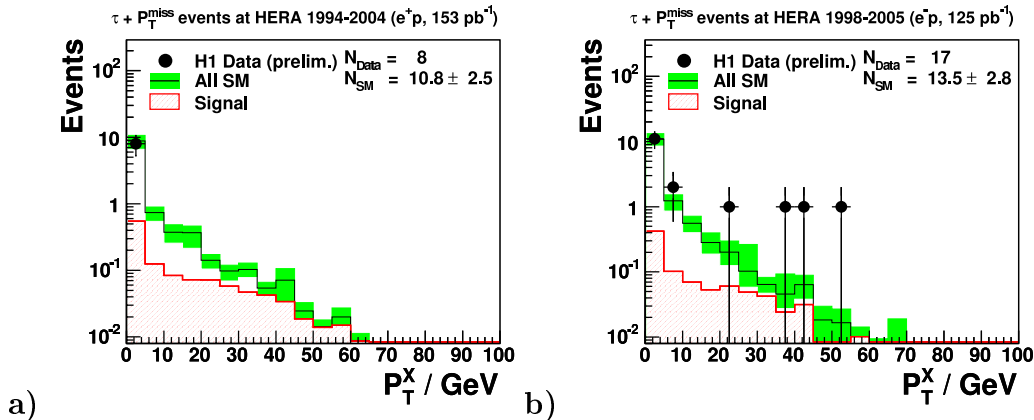 τ + P_T^miss events at HERA 1994-2004 (e⁺p, 153 pb⁻¹)
Events
H1 Data (prelim.) N_Data = 8
All SM N_SM = 10.8 ± 2.5
Signal
10²
10
1
10⁻¹
10⁻²
0 10 20 30 40 50 60 70 80 90 100
P_T^X / GeV
a)
τ + P_T^miss events at HERA 1998-2005 (e⁻p, 125 pb⁻¹)
Events
H1 Data (prelim.) N_Data = 17
All SM N_SM = 13.5 ± 2.8
Signal
10²
10
1
10⁻¹
10⁻²
0 10 20 30 40 50 60 70 80 90 100
P_T^X / GeV
b)